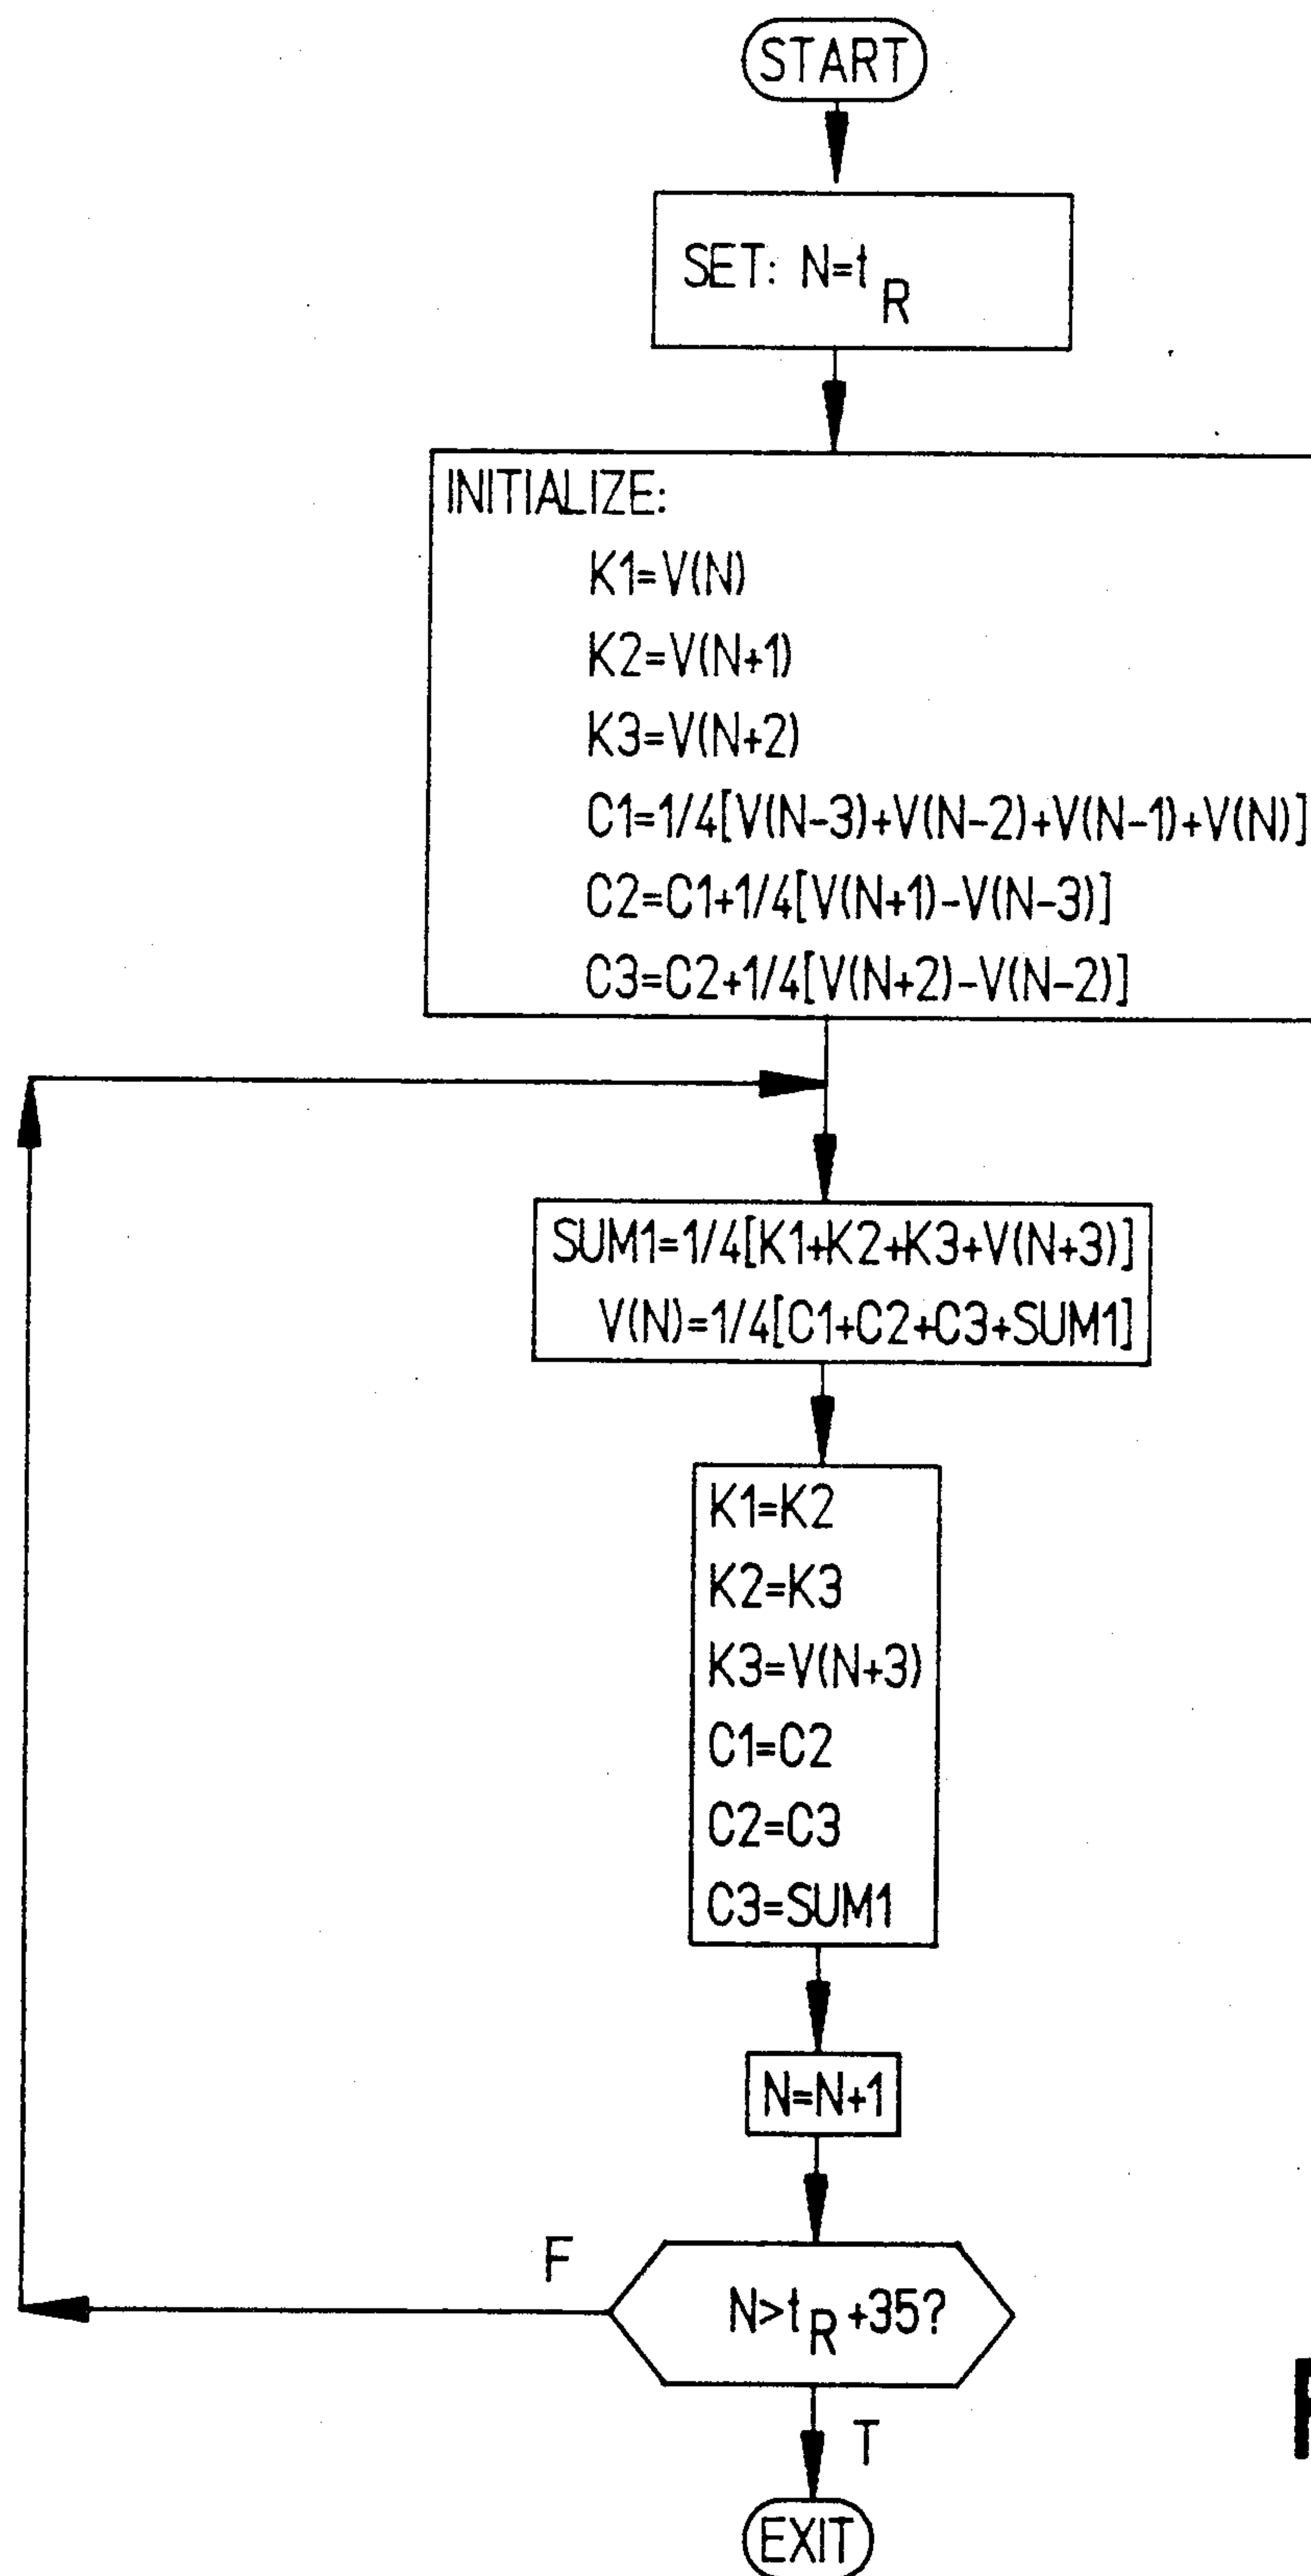 START
SET: N=t R
INITIALIZE:
K1=V(N)
K2=V(N+1)
K3=V(N+2)
C1=1/4[V(N-3)+V(N-2)+V(N-1)+V(N)]
C2=C1+1/4[V(N+1)-V(N-3)]
C3=C2+1/4[V(N+2)-V(N-2)]
SUM1=1/4[K1+K2+K3+V(N+3)]
V(N)=1/4[C1+C2+C3+SUM1]
K1=K2
K2=K3
K3=V(N+3)
C1=C2
C2=C3
C3=SUM1
N=N+1
F
N>t R +35?
T
EXIT